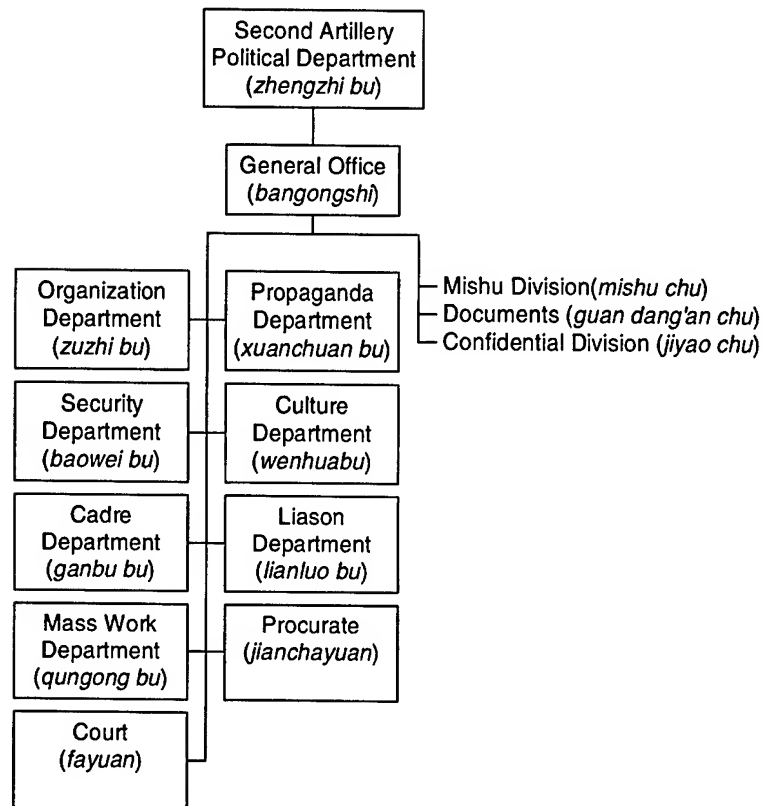 Second Artillery
Political Department
(zhengzhi bu)
General Office
(bangongshi)
Organization
Department
(zuzhi bu)
Propaganda
Department
(xuanchuan bu)
Mishu Division(mishu chu)
Documents (guan dang'an chu)
Confidential Division (jiyao chu)
Security
Department
(baowei bu)
Culture
Department
(wenhuabu)
Cadre
Department
(ganbu bu)
Liason
Department
(lianluo bu)
Mass Work
Department
(qungong bu)
Procurate
(jianchayuan)
Court
(fayuan)